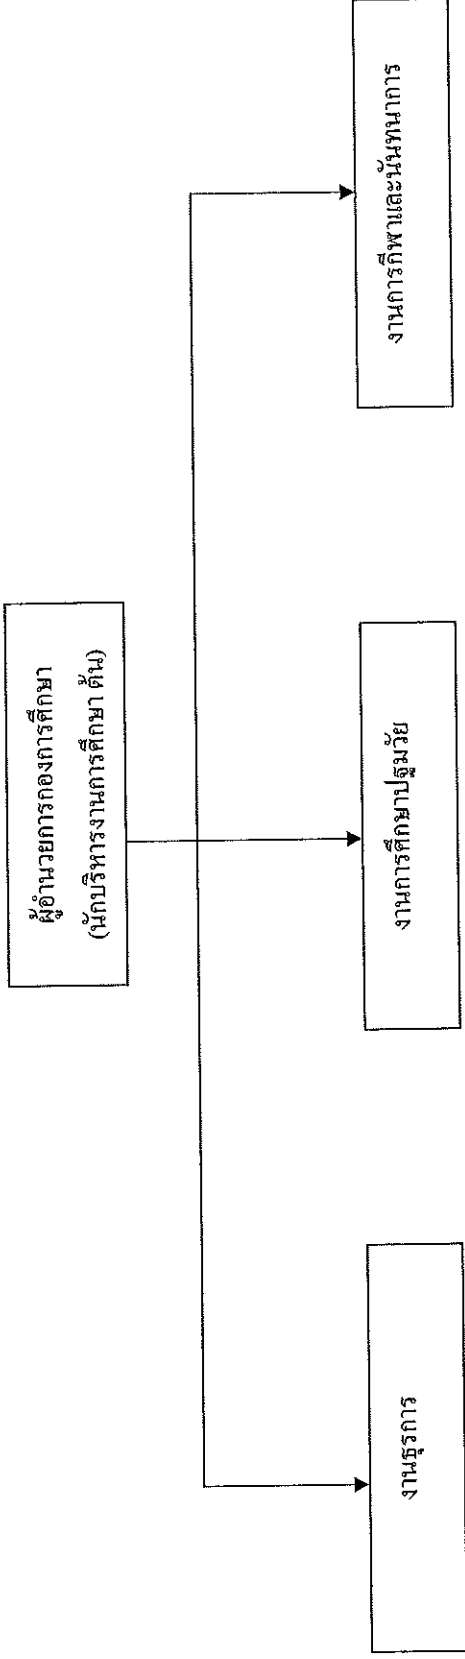 ผู้อำนวยการกองการศึกษา
(นักบริหารงานการศึกษา ต้น)
งานธุรการ
งานการศึกษาปฐมวัย
งานการกีฬาและนันทนาการ